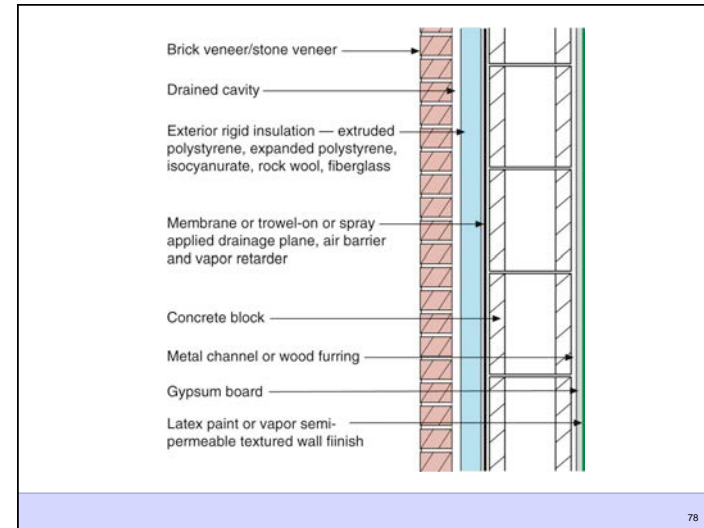 Brick veneer/stone veneer
Drained cavity
Exterior rigid insulation — extruded
polystyrene, expanded polystyrene,
isocyanurate, rock wool, fiberglass
Membrane or trowel-on or spray
applied drainage plane, air barrier
and vapor retarder
Concrete block
Metal channel or wood furring
Gypsum board
Latex paint or vapor semi-
permeable textured wall fiinish
78